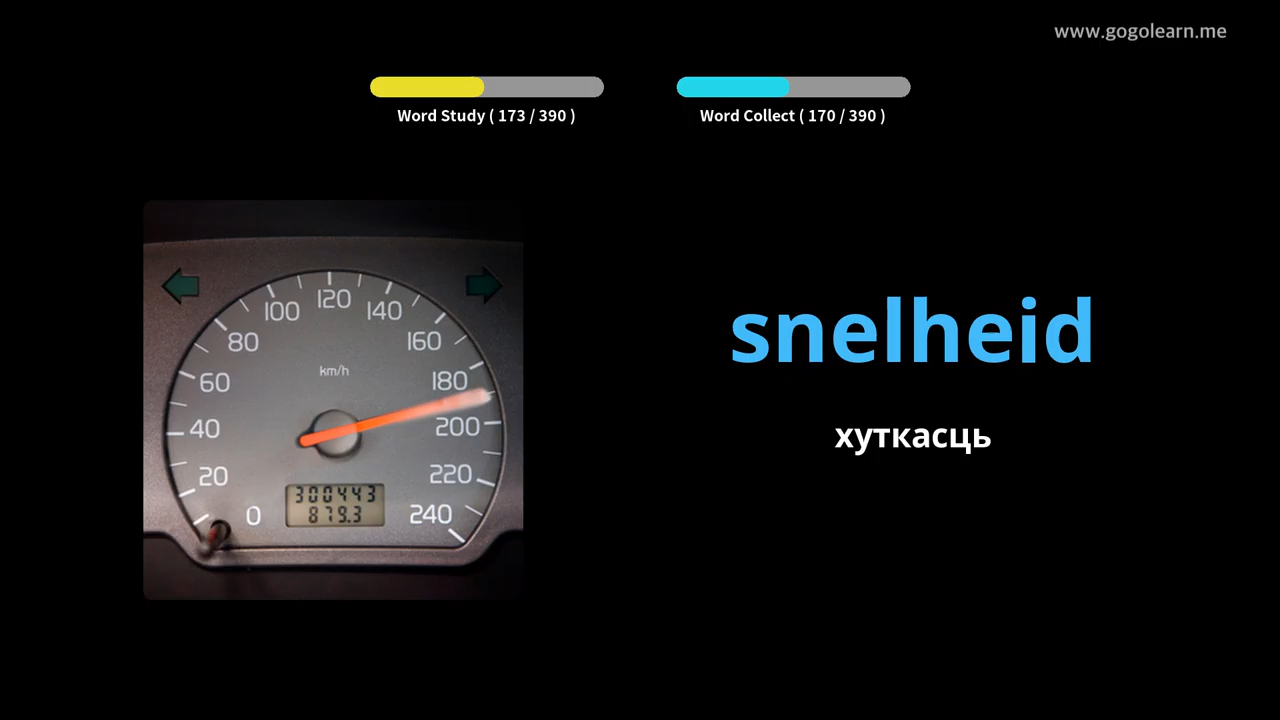 www.gogolearn.me
Word Study ( 173 / 390 )
Word Collect ( 170 / 390 )
120
100 140
80 160
km/h
60 180
40 200
20 220
300443
0 240
879.3
snelheid
хуткасць